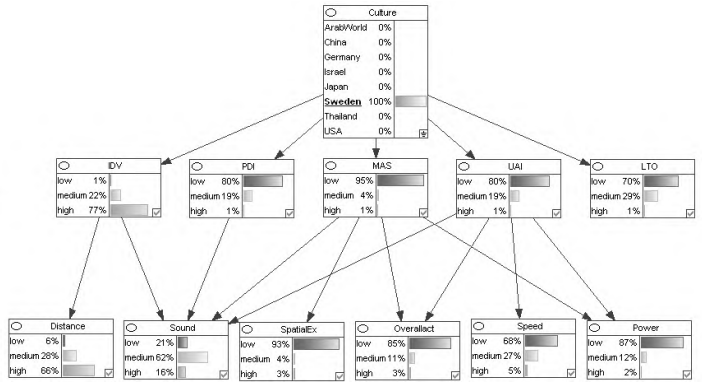 Culture
ArabWorld 0%
China 0%
Germany 0%
Israel 0%
Japan 0%
Sweden 100%
Thailand 0%
USA 0%
IDV
low 1%
medium 22%
high 77%
PDI
low 80%
medium 19%
high 1%
MAS
low 95%
medium 4%
high 1%
UAI
low 80%
medium 19%
high 1%
LTO
low 70%
medium 29%
high 1%
Distance
low 6%
medium 28%
high 66%
Sound
low 21%
medium 62%
high 16%
SpatialEx
low 93%
medium 4%
high 3%
Overallact
low 85%
medium 11%
high 3%
Speed
low 68%
medium 27%
high 5%
Power
low 87%
medium 12%
high 2%